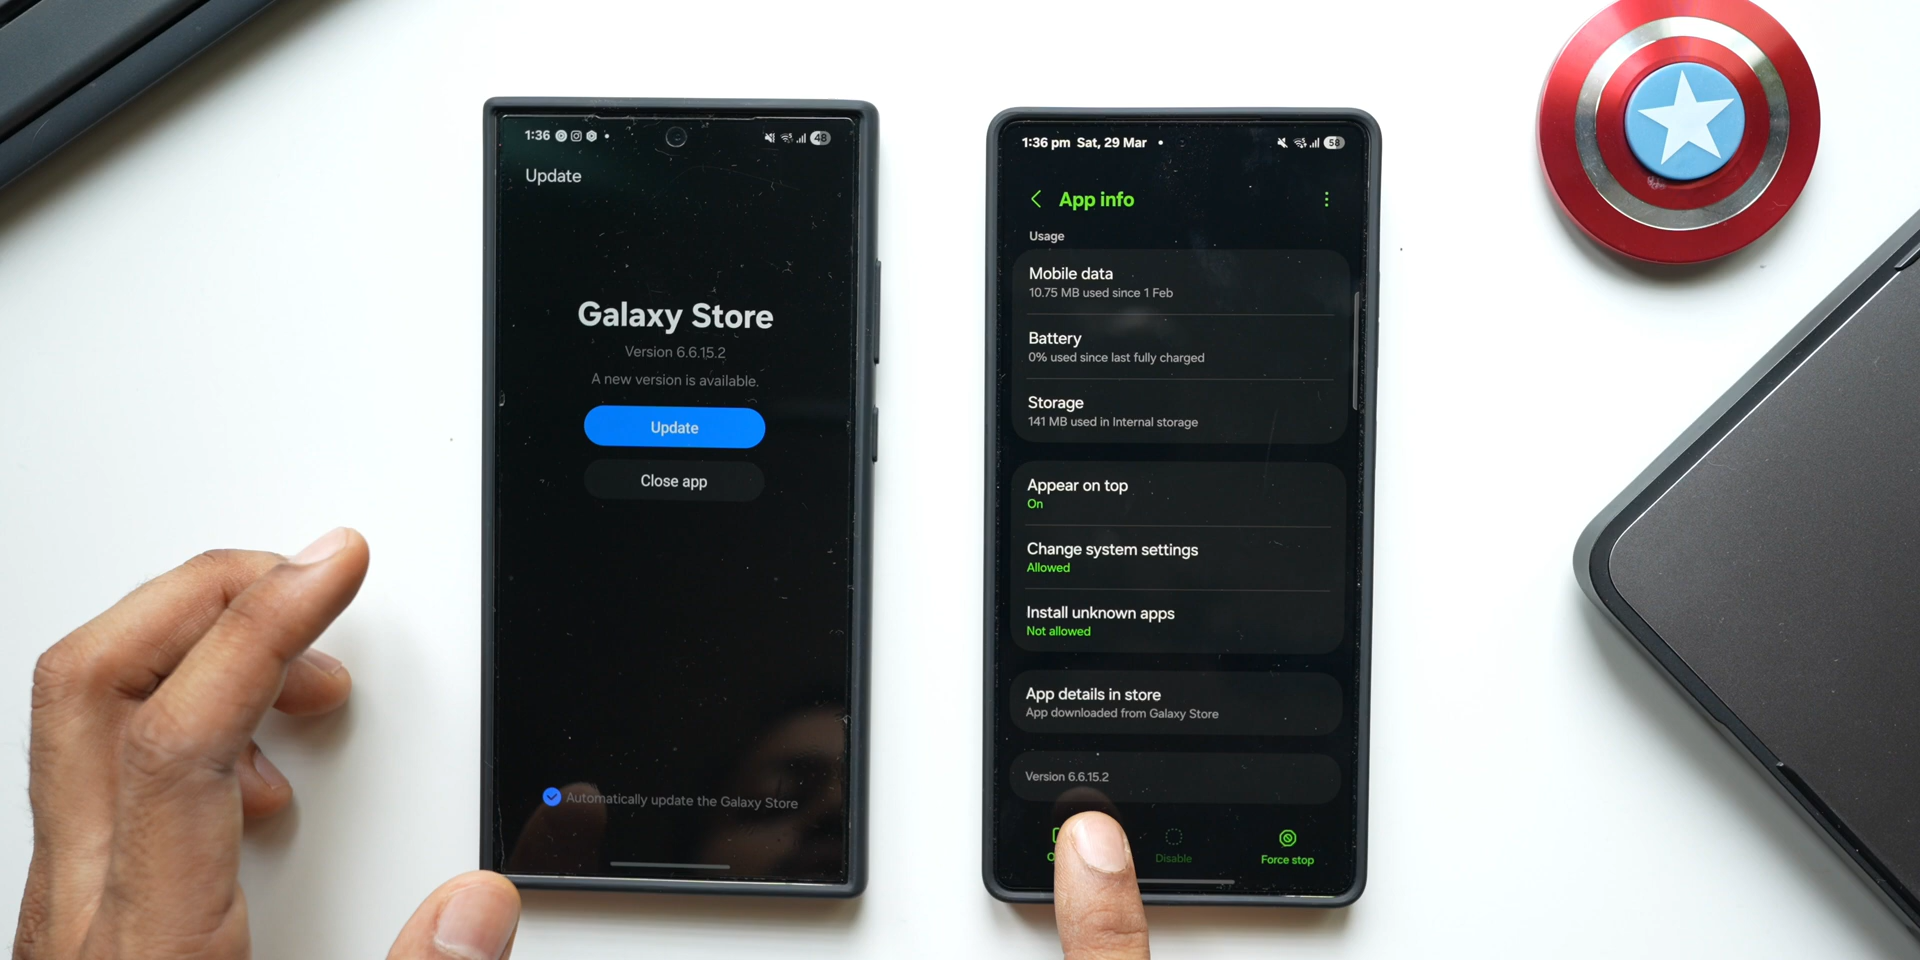 1:36
48
Update
Galaxy Store
Version 6.6.15.2
A new version is available.
Update
Close app
Automatically update the Galaxy Store
1:36 pm Sat, 29 Mar
58
App info
Usage
Mobile data
10.75 MB used since 1 Feb
Battery
0% used since last fully charged
Storage
141 MB used in Internal storage
Appear on top
On
Change system settings
Allowed
Install unknown apps
Not allowed
App details in store
App downloaded from Galaxy Store
Version 6.6.15.2
Disable
Force stop